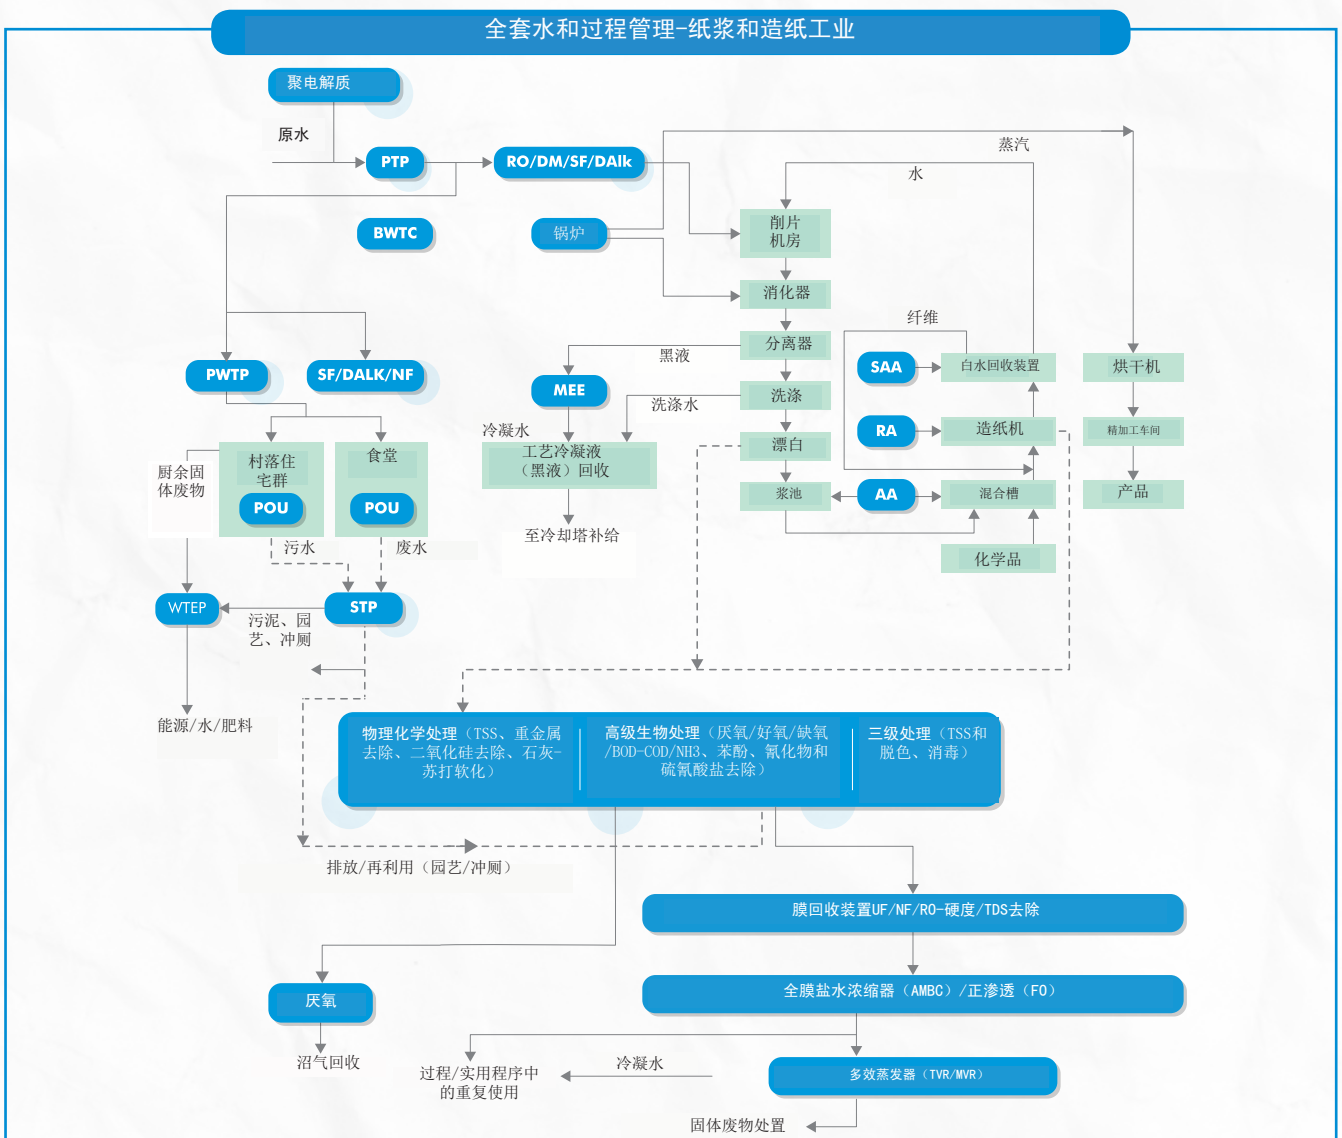 全套水和过程管理-纸浆和造纸工业
聚电解质
原水
PTP
RO/DM/SF/DAlk
蒸汽
水
BWTC
锅炉
削片
机房
消化器
纤维
分离器
黑液
SAA
白水回收装置
烘干机
PWTP
SF/DALK/NF
MEE
洗涤
洗涤水
冷凝水
RA
造纸机
精加工车间
漂白
工艺冷凝液
（黑液）回收
村落住
宅群
食堂
厨余固
体废物
POU
POU
浆池
AA
混合槽
产品
至冷却塔补给
污水
废水
化学品
WTEP
STP
污泥、园
艺、冲厕
能源/水/肥料
物理化学处理（TSS、重金属
去除、二氧化硅去除、石灰-
苏打软化）
高级生物处理（厌氧/好氧/缺氧
/BOD-COD/NH3、苯酚、氰化物和
硫氰酸盐去除）
三级处理（TSS和
脱色、消毒）
排放/再利用（园艺/冲厕）
膜回收装置UF/NF/RO-硬度/TDS去除
全膜盐水浓缩器（AMBC）/正渗透（FO）
厌氧
沼气回收
过程/实用程序中
的重复使用
冷凝水
多效蒸发器（TVR/MVR）
固体废物处置